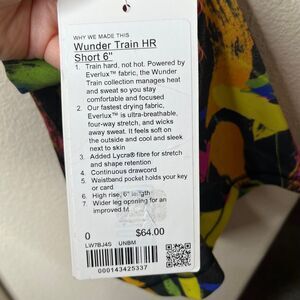 WHY WE MADE THIS
Wunder Train HR
Short 6"
1. Train hard, not hot. Powered by
Everlux™ fabric, the Wunder
Train collection manages heat
and sweat so you stay
comfortable and focused
2. Our fastest drying fabric,
Everlux™ is ultra-breathable,
four-way stretch, and wicks
away sweat. It feels soft on
the outside and cool and sleek
next to skin
3. Added Lycra® fibre for stretch
and shape retention
4. Continuous drawcord
5. Waistband pocket holds your key
or card
6. High rise, 6" length
7. Wider leg opening for an
improved fit
0 $64.00
LW7BJ4S UNBM
000143425337